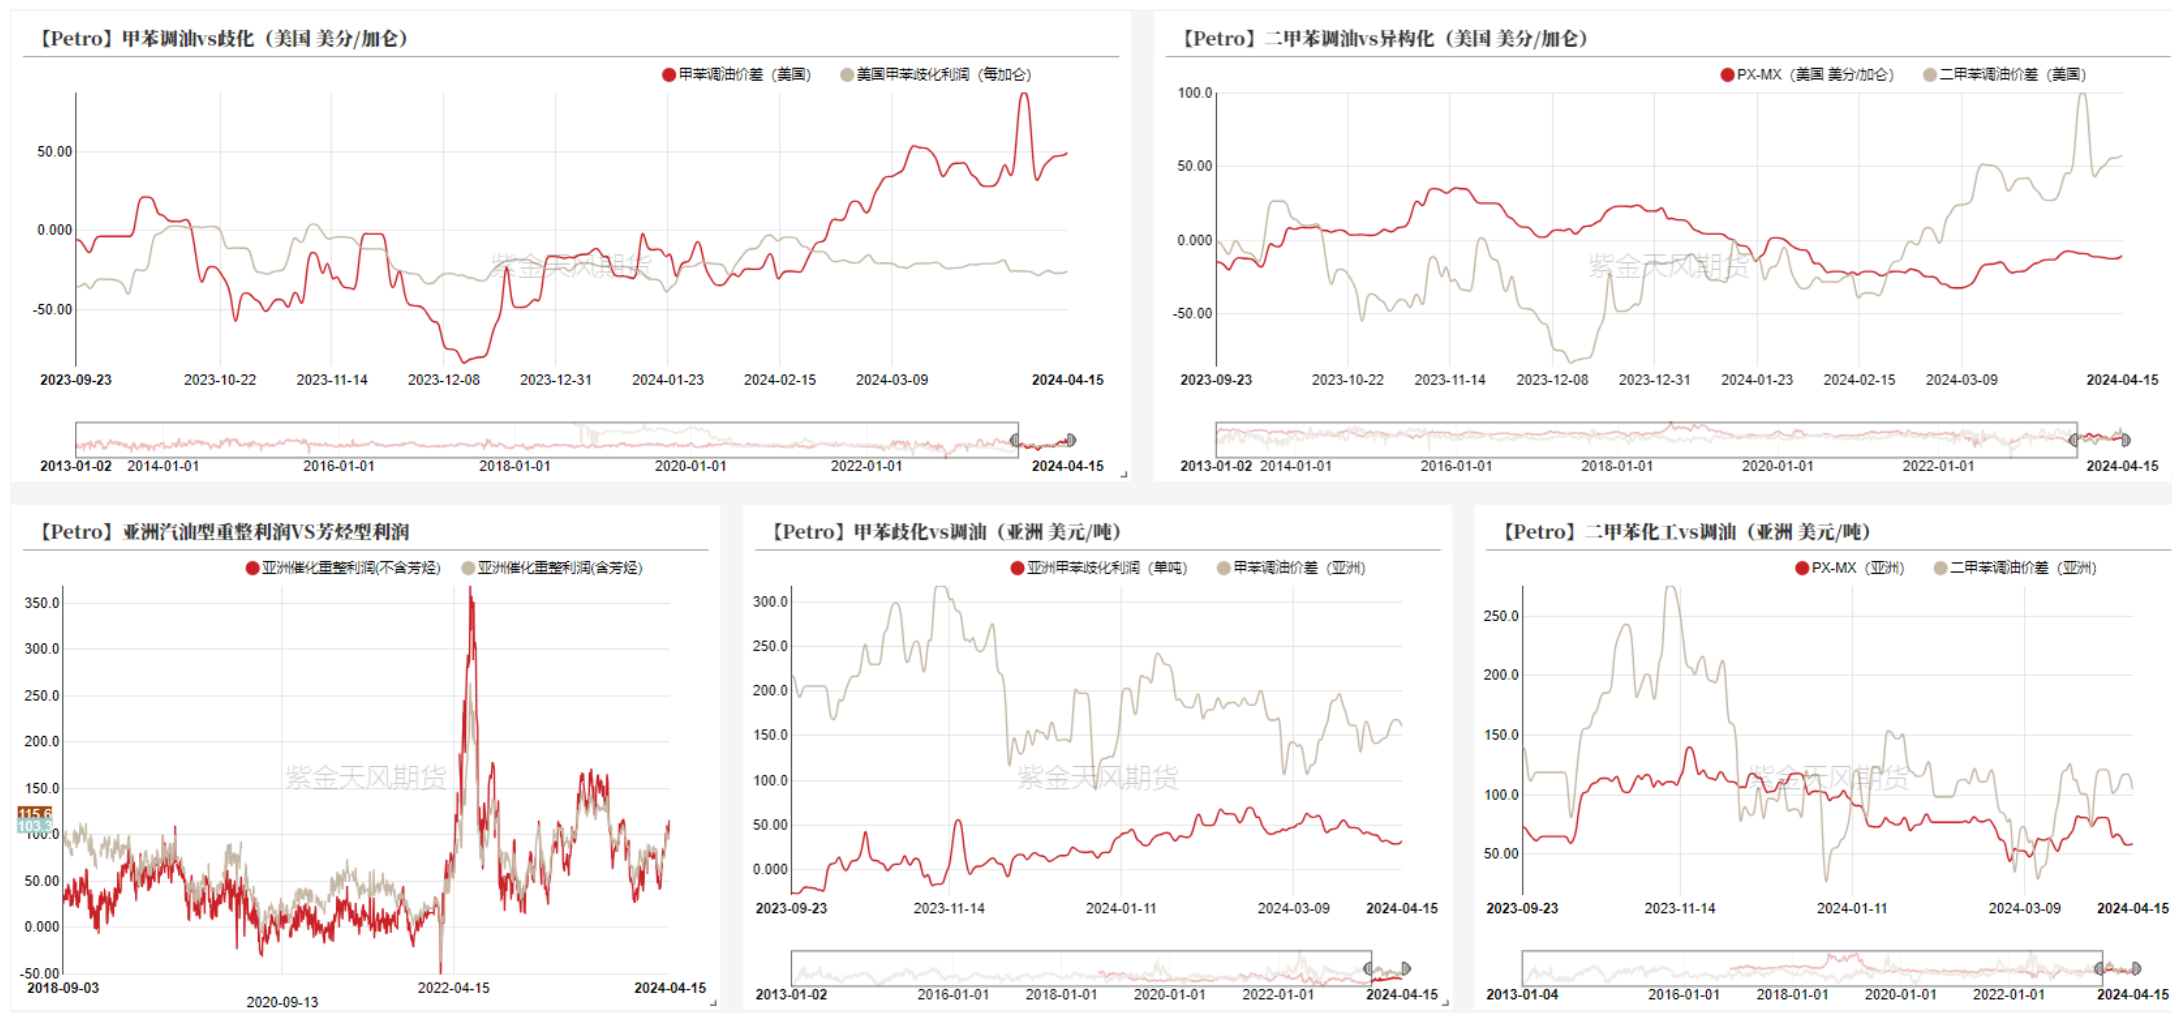 【Petro】甲苯调油vs歧化（美国 美分/加仑）
甲苯调油价差（美国） 美国甲苯歧化利润（每加仑）
50.00
0.000
-50.00
紫金天风期货
2023-09-23 2023-10-22 2023-11-14 2023-12-08 2023-12-31 2024-01-23 2024-02-15 2024-03-09 2024-04-15
2013-01-02 2014-01-01 2016-01-01 2018-01-01 2020-01-01 2022-01-01 2024-04-15
【Petro】二甲苯调油vs异构化（美国 美分/加仑）
PX-MX（美国 美分/加仑） 二甲苯调油价差（美国）
100.0
50.00
0.000
-50.00
紫金天风期货
2023-09-23 2023-10-22 2023-11-14 2023-12-08 2023-12-31 2024-01-23 2024-02-15 2024-03-09 2024-04-15
2013-01-02 2014-01-01 2016-01-01 2018-01-01 2020-01-01 2022-01-01 2024-04-15
【Petro】亚洲汽油型重整利润VS芳烃型利润
亚洲催化重整利润(不含芳烃) 亚洲催化重整利润(含芳烃)
350.0
300.0
250.0
200.0
150.0
115.6
103.3
100.0
50.00
0.000
-50.00
紫金天风期货
2018-09-03 2020-09-13 2022-04-15 2024-04-15
【Petro】甲苯歧化vs调油（亚洲 美元/吨）
亚洲甲苯歧化利润（单吨） 甲苯调油价差（亚洲）
300.0
250.0
200.0
150.0
100.0
50.00
0.000
紫金天风期货
2023-09-23 2023-11-14 2024-01-11 2024-03-09 2024-04-15
2013-01-02 2016-01-01 2018-01-01 2020-01-01 2022-01-01 2024-04-15
【Petro】二甲苯化工vs调油（亚洲 美元/吨）
PX-MX（亚洲） 二甲苯调油价差（亚洲）
250.0
200.0
150.0
100.0
50.00
紫金天风期货
2023-09-23 2023-11-14 2024-01-11 2024-03-09 2024-04-15
2013-01-04 2016-01-01 2018-01-01 2020-01-01 2022-01-01 2024-04-15